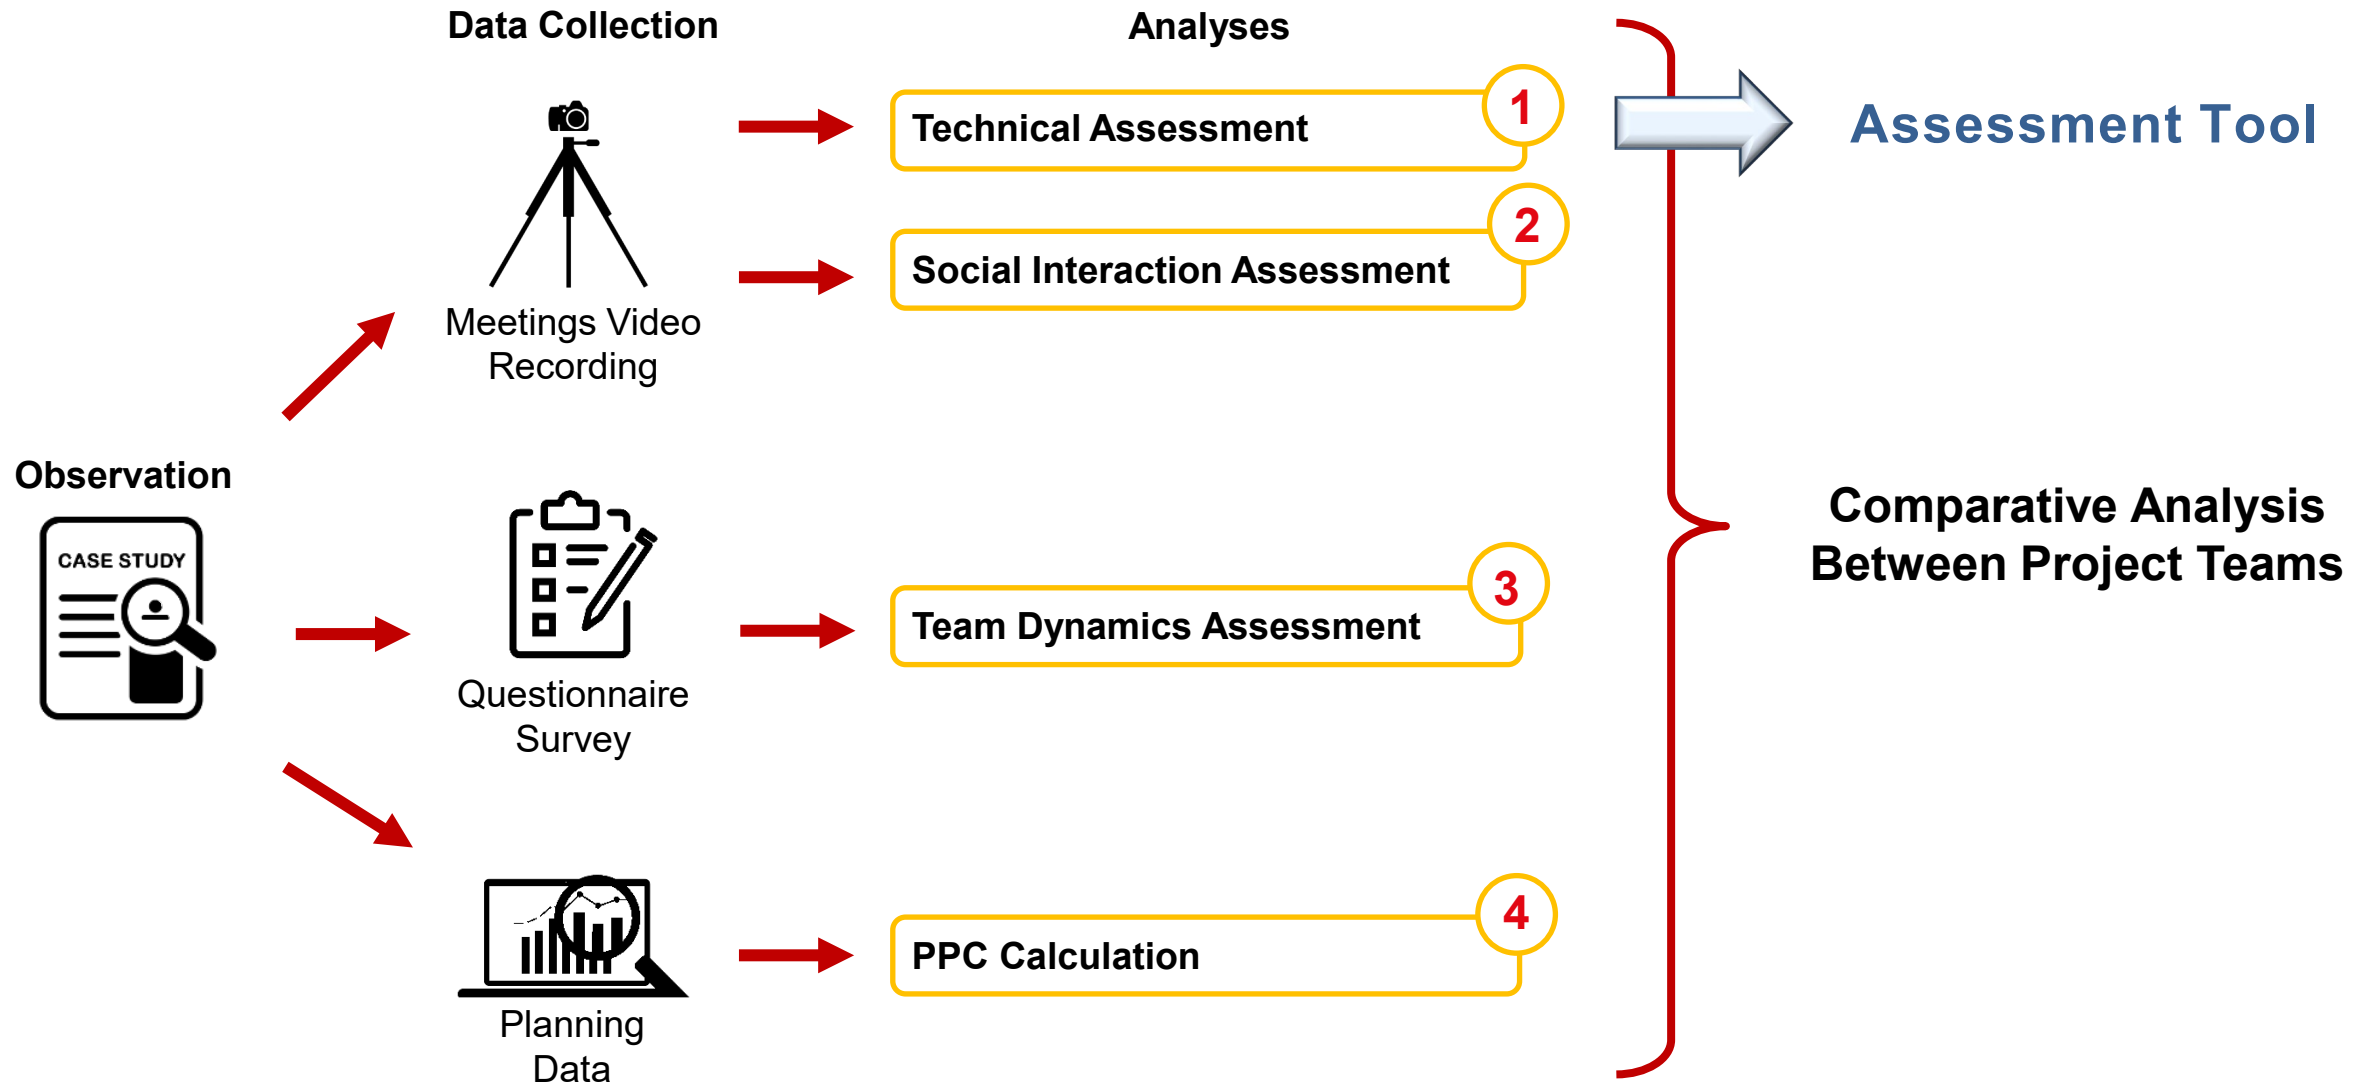 Data Collection
Analyses
1
Technical Assessment
Assessment Tool
2
Social Interaction Assessment
Meetings Video
Recording
Observation
CASE STUDY
Comparative Analysis
Between Project Teams
3
Team Dynamics Assessment
Questionnaire
Survey
4
PPC Calculation
Planning
Data